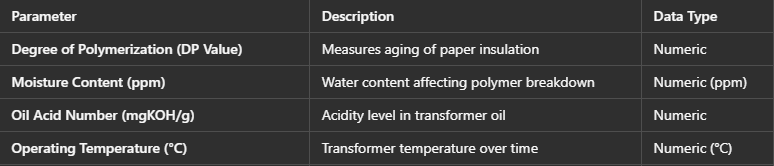 Parameter Description Data Type
Degree of Polymerization (DP Value) Measures aging of paper insulation Numeric
Moisture Content (ppm) Water content affecting polymer breakdown Numeric (ppm)
Oil Acid Number (mgKOH/g) Acidity level in transformer oil Numeric
Operating Temperature (°C) Transformer temperature over time Numeric (°C)